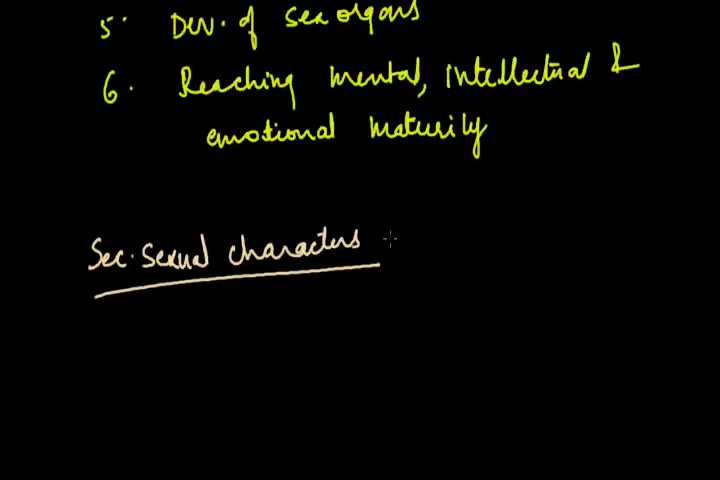 5. Dev. of sex organs
6. Reaching mental, intellectual &
emotional maturity
Sec. sexual characters